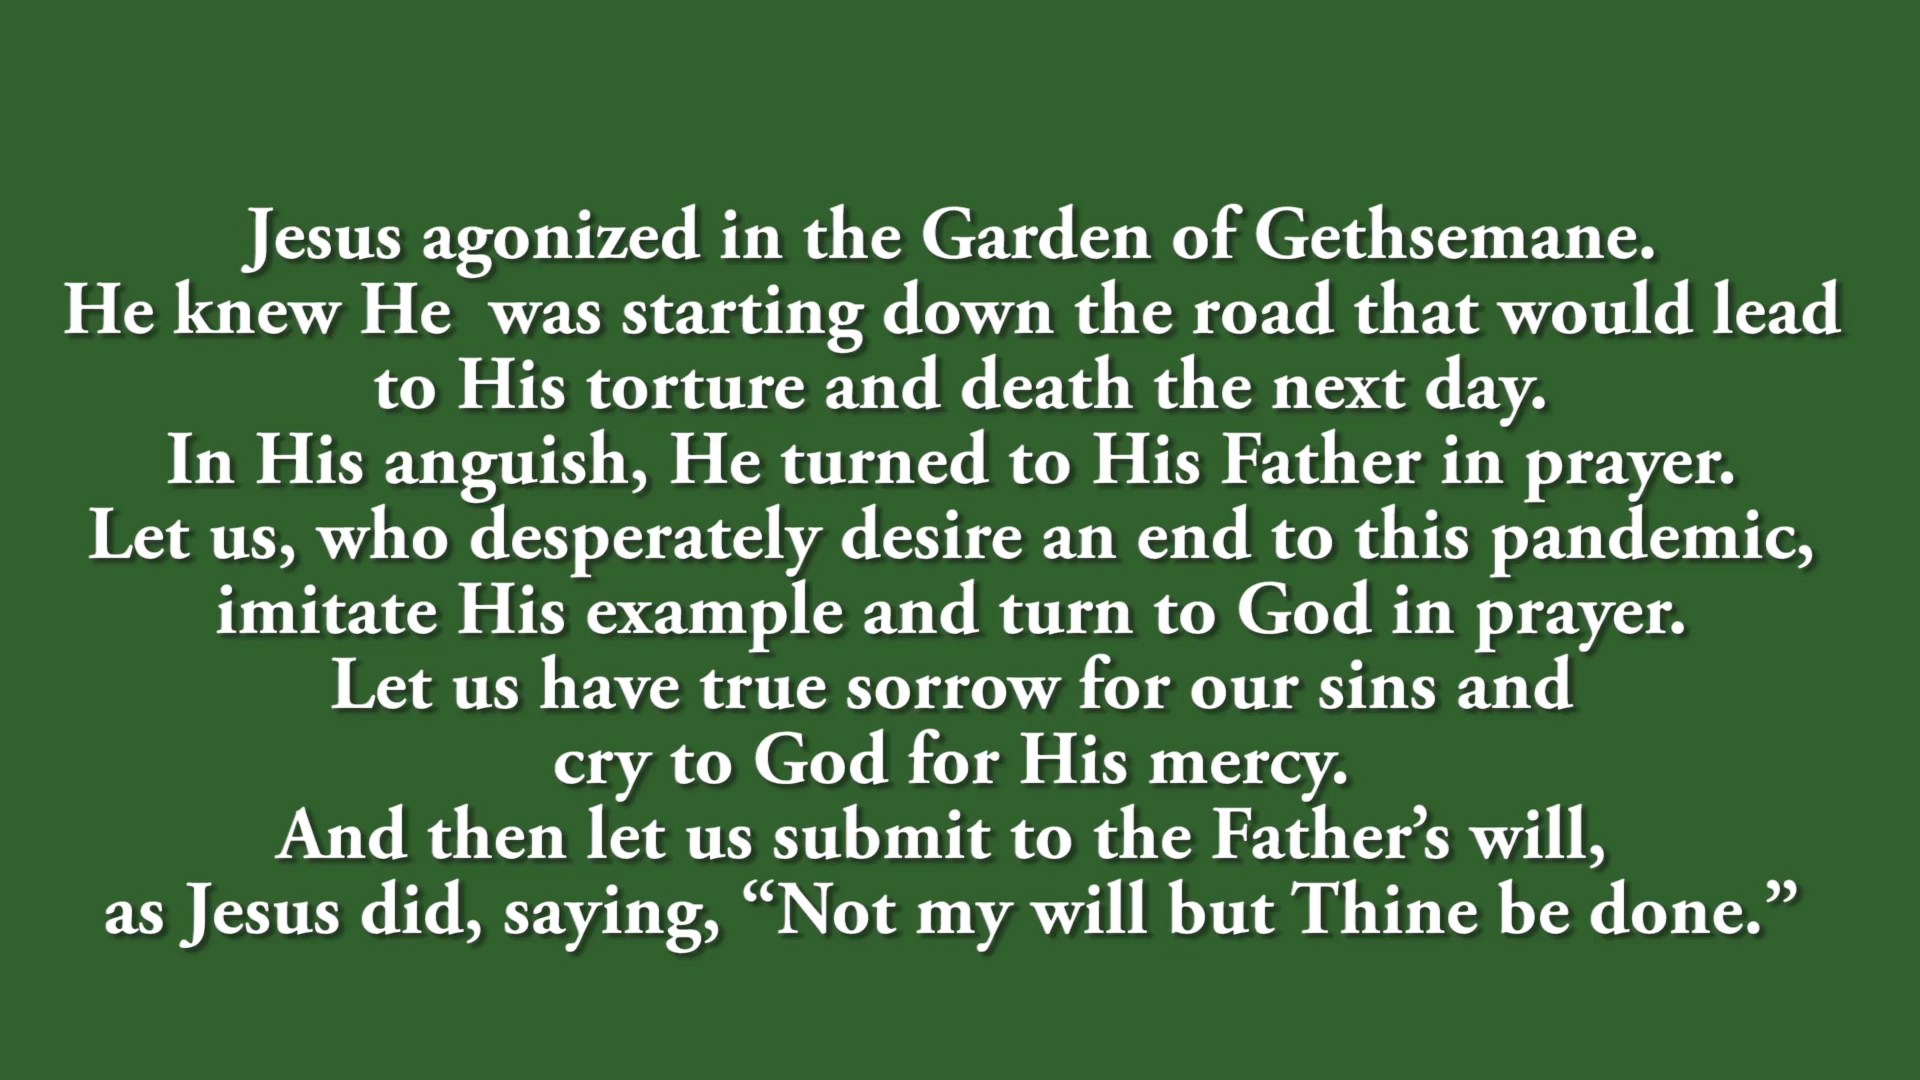 Jesus agonized in the Garden of Gethsemane.
He knew He  was starting down the road that would lead
to His torture and death the next day.
In His anguish, He turned to His Father in prayer.
Let us, who desperately desire an end to this pandemic,
imitate His example and turn to God in prayer.
Let us have true sorrow for our sins and
cry to God for His mercy.
And then let us submit to the Father’s will,
as Jesus did, saying, “Not my will but Thine be done.”